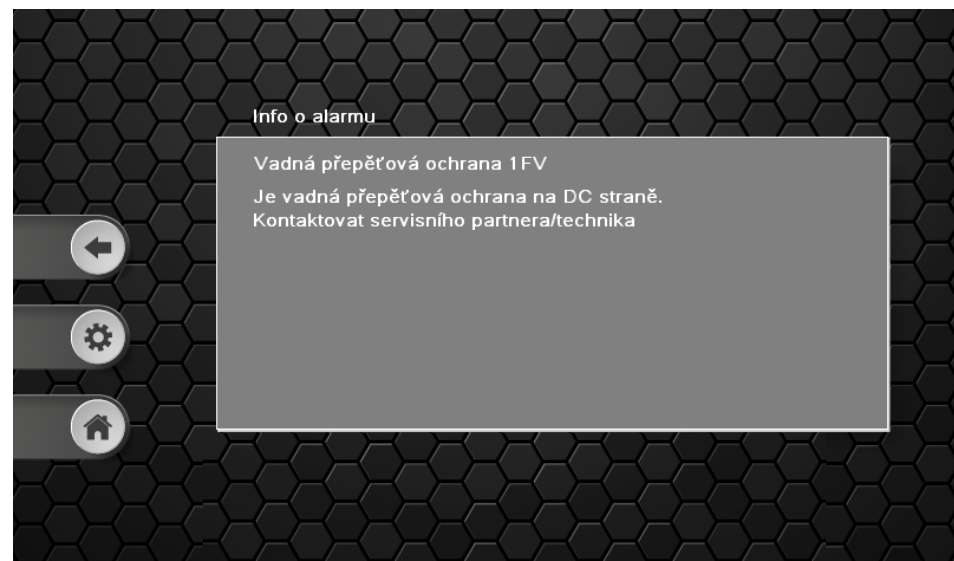 Info o alarmu
Vadná přepěťová ochrana 1FV
Je vadná přepěťová ochrana na DC straně.
Kontaktovat servisního partnera/technika